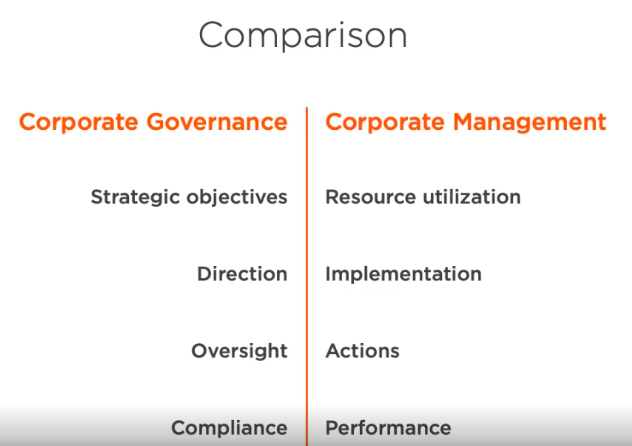 Comparison
Corporate Governance Corporate Management
Strategic objectives Resource utilization
Direction Implementation
Oversight Actions
Compliance Performance